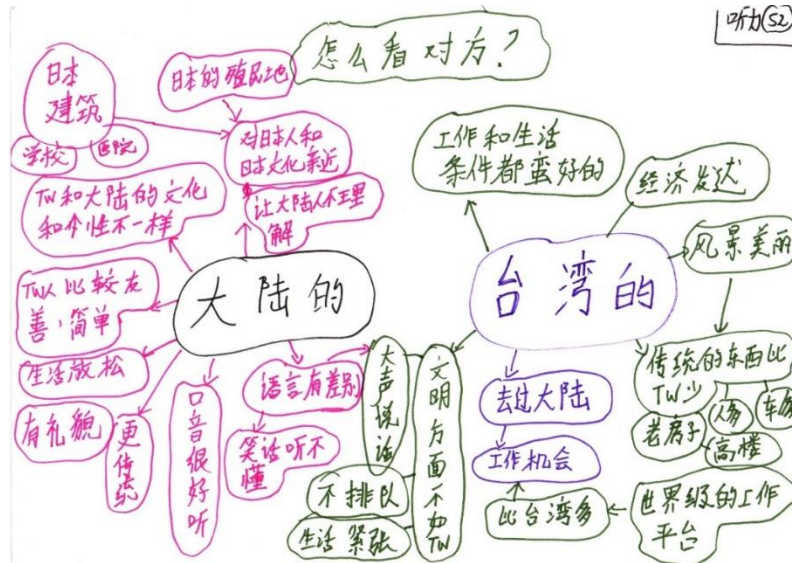 听力(S2)
怎么看对方？
日本
建筑
学校
医院
日本的殖民地
对日本人和
日本文化亲近
让大陆人不理
解
TW和大陆的文化
和个性不一样
TW人比较友
善，简单
生活放松
有礼貌
更传统
口音很好听
语言有差别
笑话听不
懂
大陆的
台湾的
工作和生活
条件都蛮好的
经济发达
风景美丽
传统的东西比
TW少
老房子
人多
车多
高楼
世界级的工作
平台
比台湾多
工作机会
去过大陆
文明方面不如TW
大声说话
不排队
生活紧张